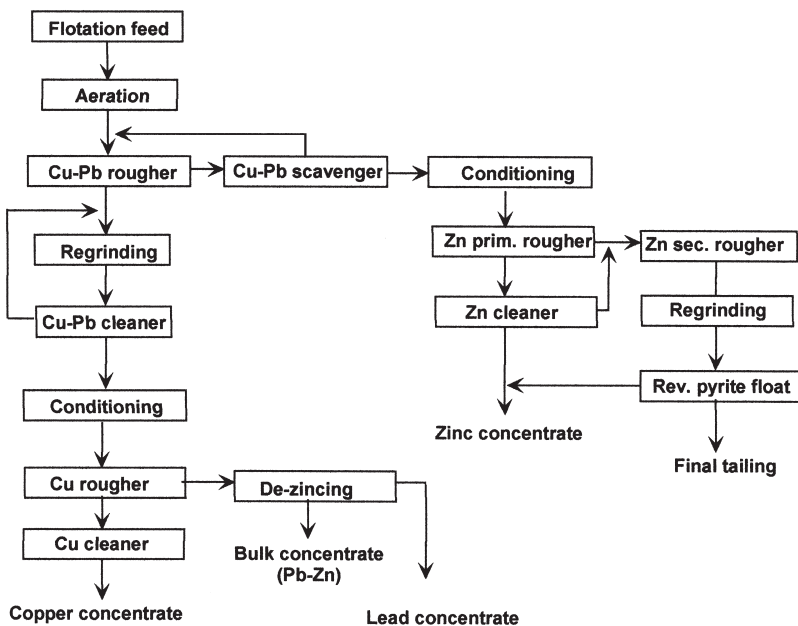 Flotation feed
Aeration
Cu-Pb rougher
Cu-Pb scavenger
Conditioning
Regrinding
Zn prim. rougher
Zn sec. rougher
Cu-Pb cleaner
Zn cleaner
Regrinding
Conditioning
Rev. pyrite float
Zinc concentrate
Final tailing
Cu rougher
De-zincing
Cu cleaner
Bulk concentrate
(Pb-Zn)
Copper concentrate
Lead concentrate